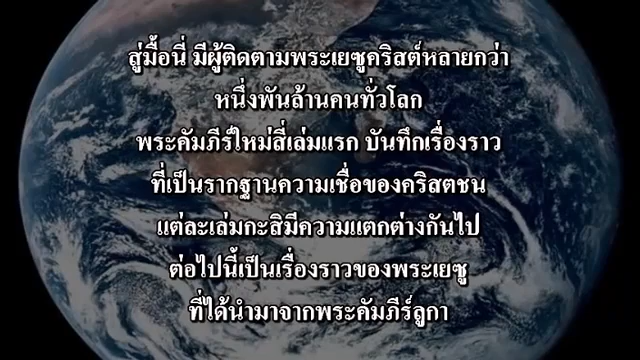 สู่มื้อนี่ มีผู้ติดตามพระเยซูคริสต์หลายกว่า
หนึ่งพันล้านคนทั่วโลก
พระคัมภีร์ใหม่สี่เล่มแรก บันทึกเรื่องราว
ที่เป็นรากฐานความเชื่อของคริสตชน
แต่ละเล่มกะสิมีความแตกต่างกันไป
ต่อไปนี้เป็นเรื่องราวของพระเยซู
ที่ได้นำมาจากพระคัมภีร์ลูกา